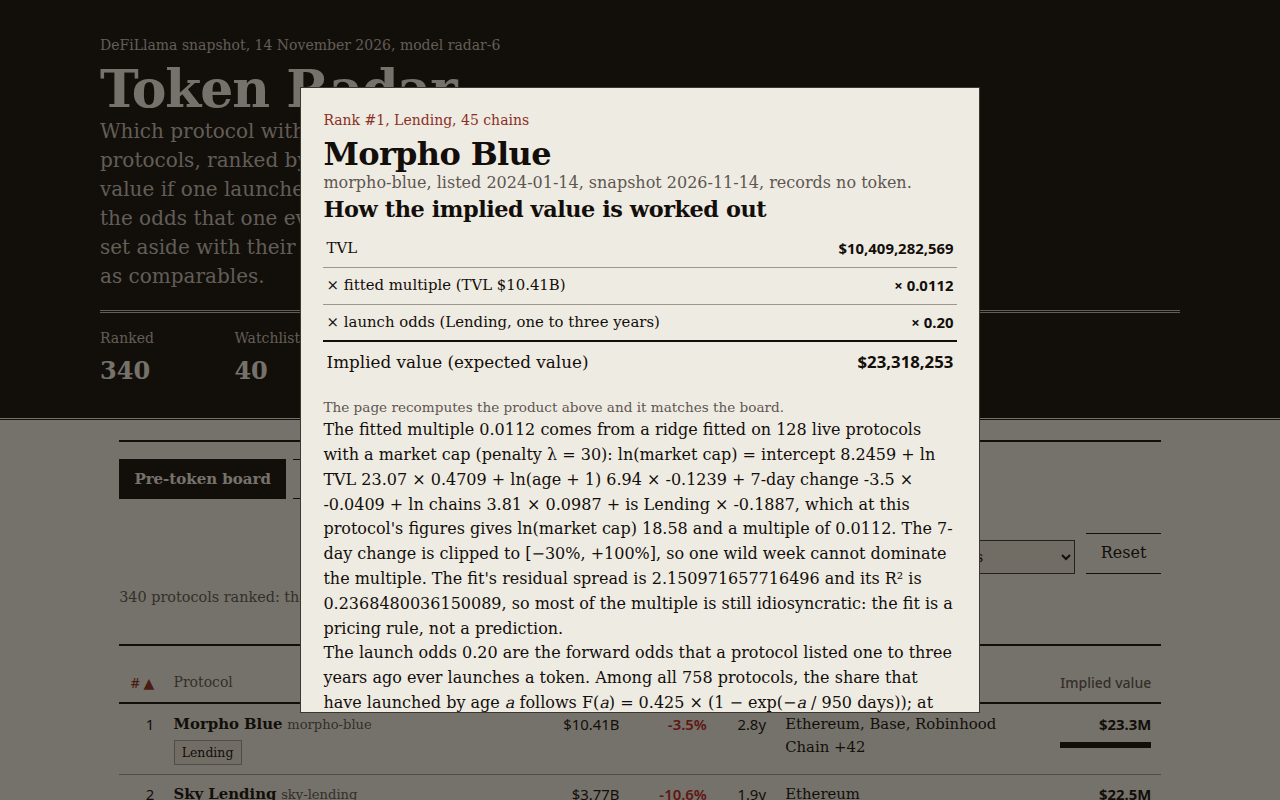 DeFiLlama snapshot, 14 November 2026, model radar-6
Token Radar
Which protocol with
protocols, ranked by
value if one launche
the odds that one ev
set aside with their
as comparables.
Ranked
Watchlist
340
40
Rank #1, Lending, 45 chains
Morpho Blue
morpho-blue, listed 2024-01-14, snapshot 2026-11-14, records no token.
How the implied value is worked out
TVL $10,409,282,569
× fitted multiple (TVL $10.41B) × 0.0112
× launch odds (Lending, one to three years) × 0.20
Implied value (expected value) $23,318,253
The page recomputes the product above and it matches the board.
The fitted multiple 0.0112 comes from a ridge fitted on 128 live protocols
with a market cap (penalty λ = 30): ln(market cap) = intercept 8.2459 + ln
TVL 23.07 × 0.4709 + ln(age + 1) 6.94 × -0.1239 + 7-day change -3.5 ×
-0.0409 + ln chains 3.81 × 0.0987 + is Lending × -0.1887, which at this
protocol's figures gives ln(market cap) 18.58 and a multiple of 0.0112. The 7-
day change is clipped to [−30%, +100%], so one wild week cannot dominate
the multiple. The fit's residual spread is 2.150971657716496 and its R² is
0.2368480036150089, so most of the multiple is still idiosyncratic: the fit is a
pricing rule, not a prediction.
The launch odds 0.20 are the forward odds that a protocol listed one to three
years ago ever launches a token. Among all 758 protocols, the share that
have launched by age a follows F(a) = 0.425 × (1 − exp(−a / 950 days)); at
Pre-token board
s
Reset
340 protocols ranked: th
# ▲ Protocol Implied value
1 Morpho Blue morpho-blue $10.41B -3.5% 2.8y Ethereum, Base, Robinhood $23.3M
Lending Chain +42
2 Sky Lending sky-lending $3.77B -10.6% 1.9y Ethereum $22.5M